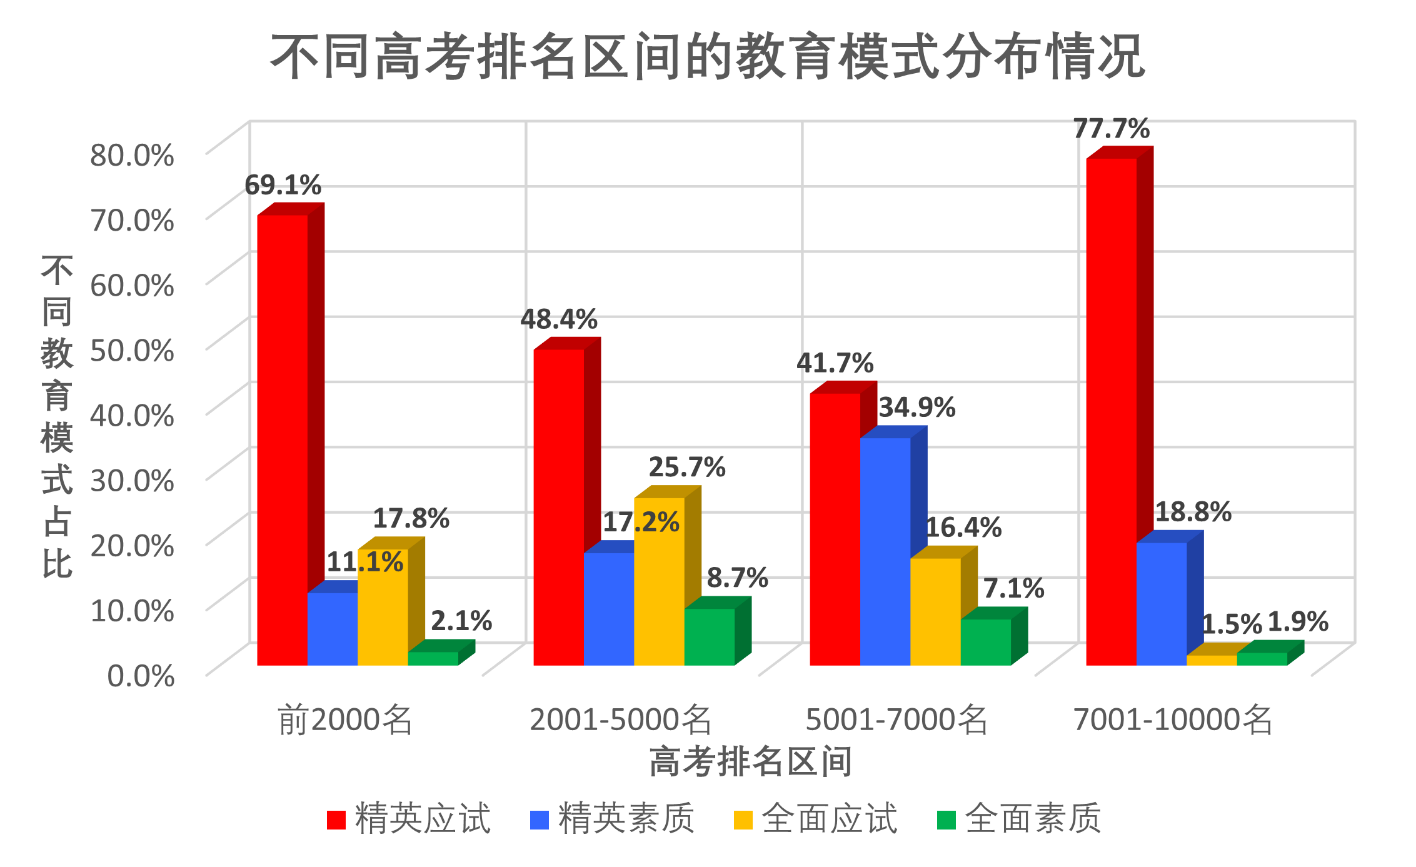 不同高考排名区间的教育模式分布情况
不同教育模式占比
80.0%
70.0%
60.0%
50.0%
40.0%
30.0%
20.0%
10.0%
0.0%
69.1%
11.1%
17.8%
2.1%
48.4%
17.2%
25.7%
8.7%
41.7%
34.9%
16.4%
7.1%
77.7%
18.8%
1.5%
1.9%
前2000名
2001-5000名
5001-7000名
7001-10000名
高考排名区间
精英应试
精英素质
全面应试
全面素质